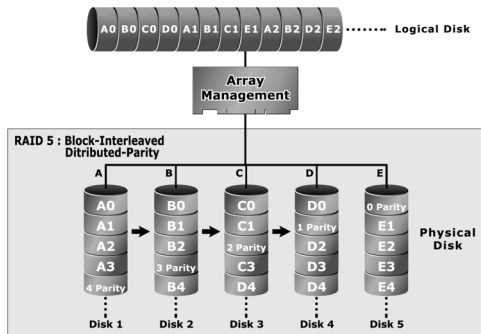 A0 B0 C0 D0 A1 B1 C1 E1 A2 B2 D2 E2 Logical Disk
Array
Management
RAID 5 : Block-Interleaved
Ditributed-Parity
A B C D E
A0 B0 C0 D0 0 Parity
A1 B1 C1 1 Parity E1
A2 B2 2 Parity D2 E2
Physical
Disk
A3 3 Parity C3 D3 E3
4 Parity B4 D4 D4 E4
Disk 1 Disk 2 Disk 3 Disk 4 Disk 5